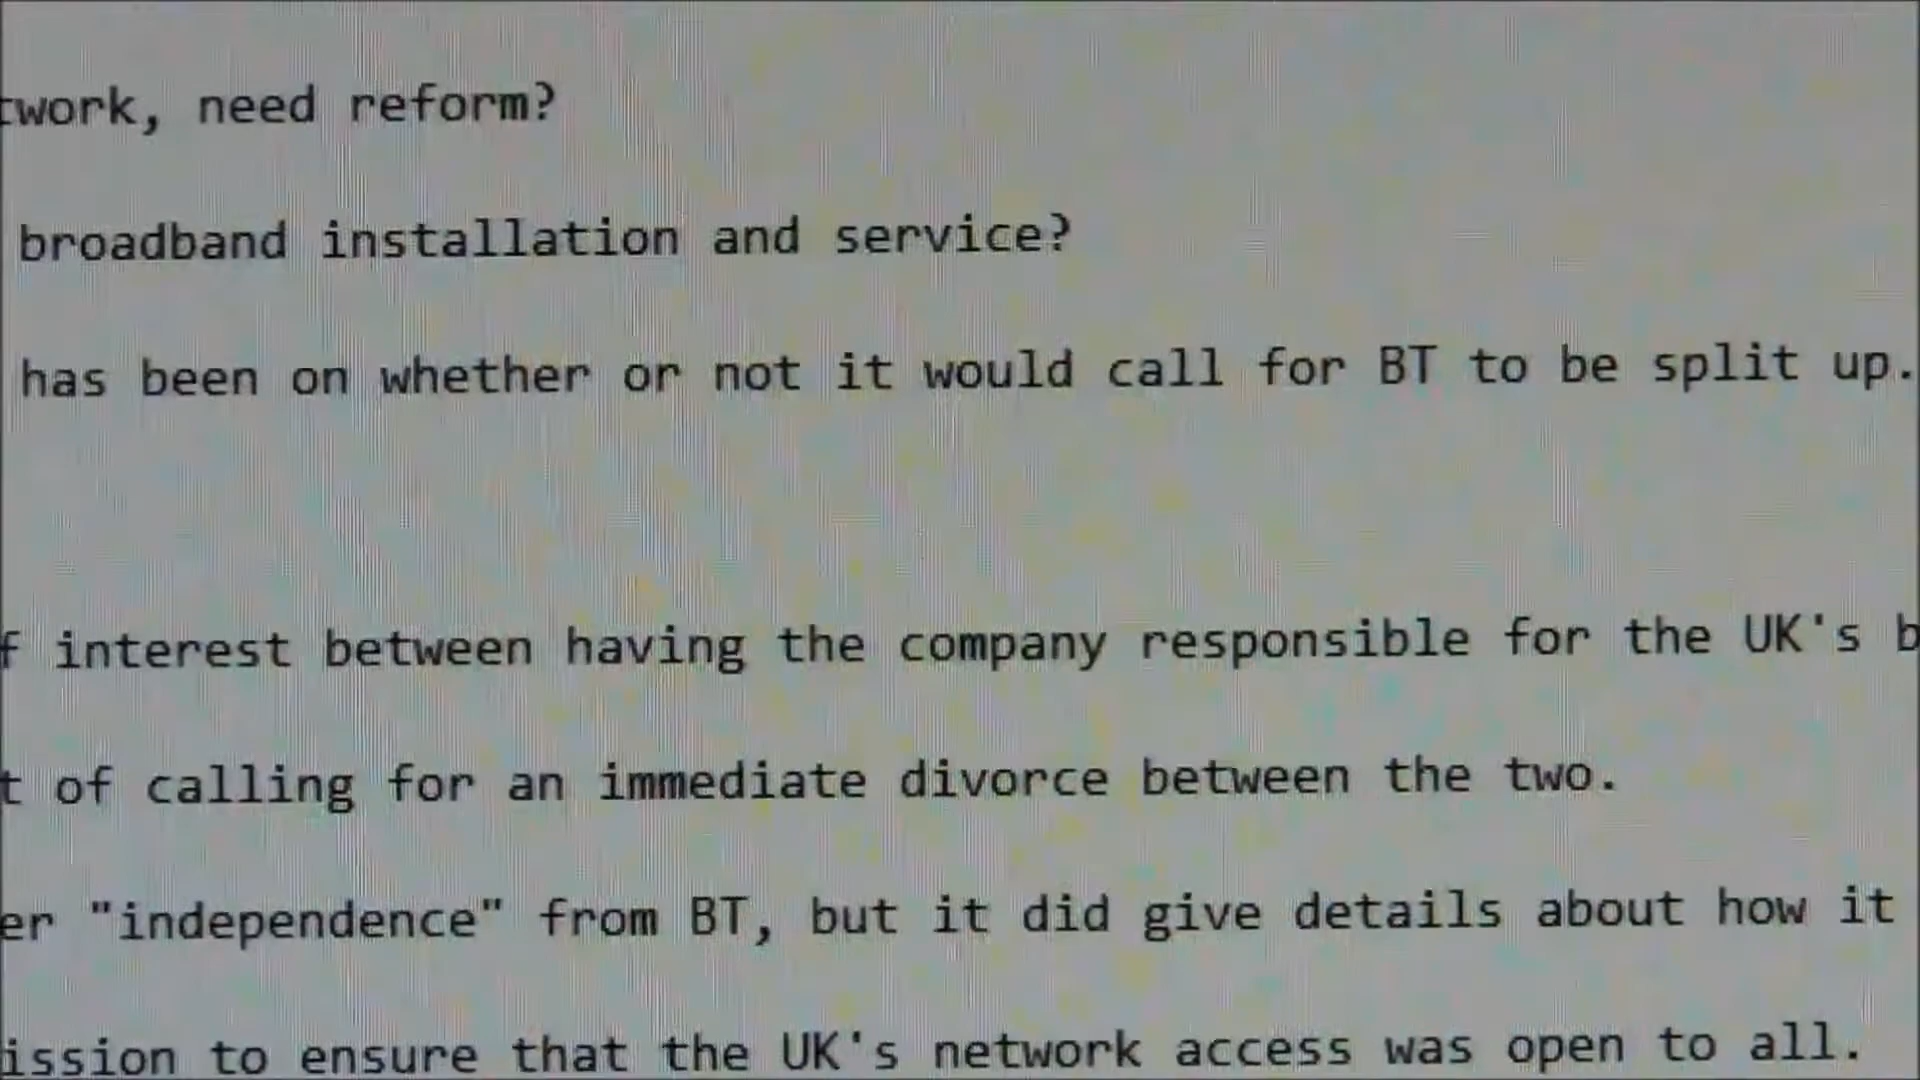 twork, need reform?
broadband installation and service?
has been on whether or not it would call for BT to be split up.
f interest between having the company responsible for the UK's b
t of calling for an immediate divorce between the two.
er "independence" from BT, but it did give details about how it
ission to ensure that the UK's network access was open to all.